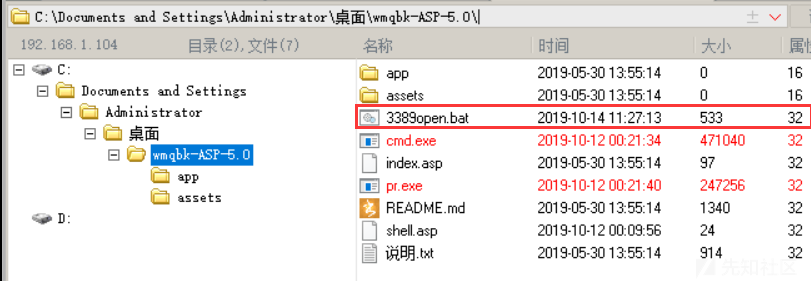 C:\Documents and Settings\Administrator\桌面\wmqbk-ASP-5.0\
192.168.1.104 目录(2),文件(7) 名称 时间 大小 属性
C:
Documents and Settings
Administrator
桌面
wmqbk-ASP-5.0
app
assets
D:
app 2019-05-30 13:55:14 0 16
assets 2019-05-30 13:55:14 0 16
3389open.bat 2019-10-14 11:27:13 533 32
cmd.exe 2019-10-12 00:21:34 471040 32
index.asp 2019-05-30 13:55:14 97 32
pr.exe 2019-10-12 00:21:40 247256 32
README.md 2019-05-30 13:55:14 1340 32
shell.asp 2019-10-12 00:09:56 24 32
说明.txt 2019-05-30 13:55:14 914 32
先知社区